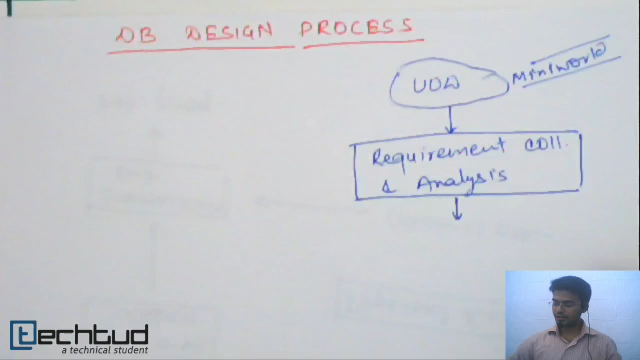 DB DESIGN PROCESS
UOD
Miniworld
Requirement Coll.
& Analysis
techtud
a technical student